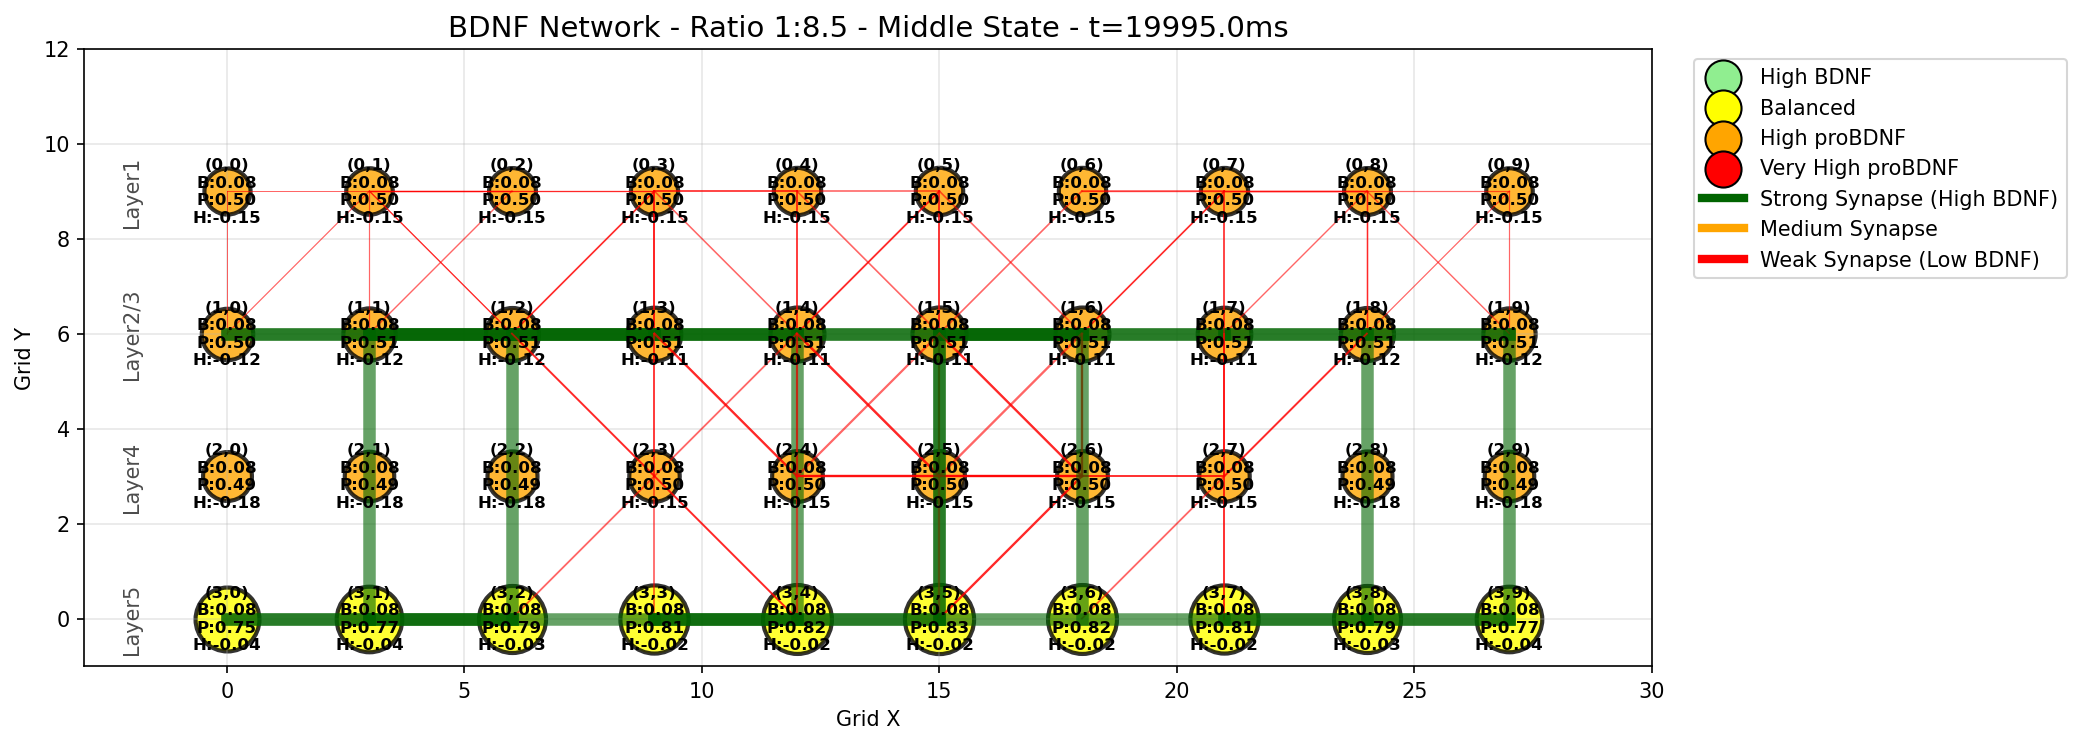 BDNF Network - Ratio 1:8.5 - Middle State - t=19995.0ms
High BDNF
Balanced
High proBDNF
Very High proBDNF
Strong Synapse (High BDNF)
Medium Synapse
Weak Synapse (Low BDNF)
Grid Y
12
10
8
6
4
2
0
Layer1
(0,0) (0,1) (0,2) (0,3) (0,4) (0,5) (0,6) (0,7) (0,8) (0,9)
B:0.08 B:0.08 B:0.08 B:0.08 B:0.08 B:0.08 B:0.08 B:0.08 B:0.08 B:0.08
P:0.50 P:0.50 P:0.50 P:0.50 P:0.50 P:0.50 P:0.50 P:0.50 P:0.50 P:0.50
H:-0.15 H:-0.15 H:-0.15 H:-0.15 H:-0.15 H:-0.15 H:-0.15 H:-0.15 H:-0.15 H:-0.15
Layer2/3
(1,0) (1,1) (1,2) (1,3) (1,4) (1,5) (1,6) (1,7) (1,8) (1,9)
B:0.08 B:0.08 B:0.08 B:0.08 B:0.08 B:0.08 B:0.08 B:0.08 B:0.08 B:0.08
P:0.50 P:0.51 P:0.51 P:0.51 P:0.51 P:0.51 P:0.51 P:0.51 P:0.51 P:0.51
H:-0.12 H:-0.12 H:-0.12 H:-0.11 H:-0.11 H:-0.11 H:-0.11 H:-0.11 H:-0.12 H:-0.12
Layer4
(2,0) (2,1) (2,2) (2,3) (2,4) (2,5) (2,6) (2,7) (2,8) (2,9)
B:0.08 B:0.08 B:0.08 B:0.08 B:0.08 B:0.08 B:0.08 B:0.08 B:0.08 B:0.08
P:0.49 P:0.49 P:0.49 P:0.50 P:0.50 P:0.50 P:0.50 P:0.50 P:0.49 P:0.49
H:-0.18 H:-0.18 H:-0.18 H:-0.15 H:-0.15 H:-0.15 H:-0.15 H:-0.15 H:-0.18 H:-0.18
Layer5
(3,0) (3,1) (3,2) (3,3) (3,4) (3,5) (3,6) (3,7) (3,8) (3,9)
B:0.08 B:0.08 B:0.08 B:0.08 B:0.08 B:0.08 B:0.08 B:0.08 B:0.08 B:0.08
P:0.75 P:0.77 P:0.79 P:0.81 P:0.82 P:0.83 P:0.82 P:0.81 P:0.79 P:0.77
H:-0.04 H:-0.04 H:-0.03 H:-0.02 H:-0.02 H:-0.02 H:-0.02 H:-0.02 H:-0.03 H:-0.04
0 5 10 15 20 25 30
Grid X